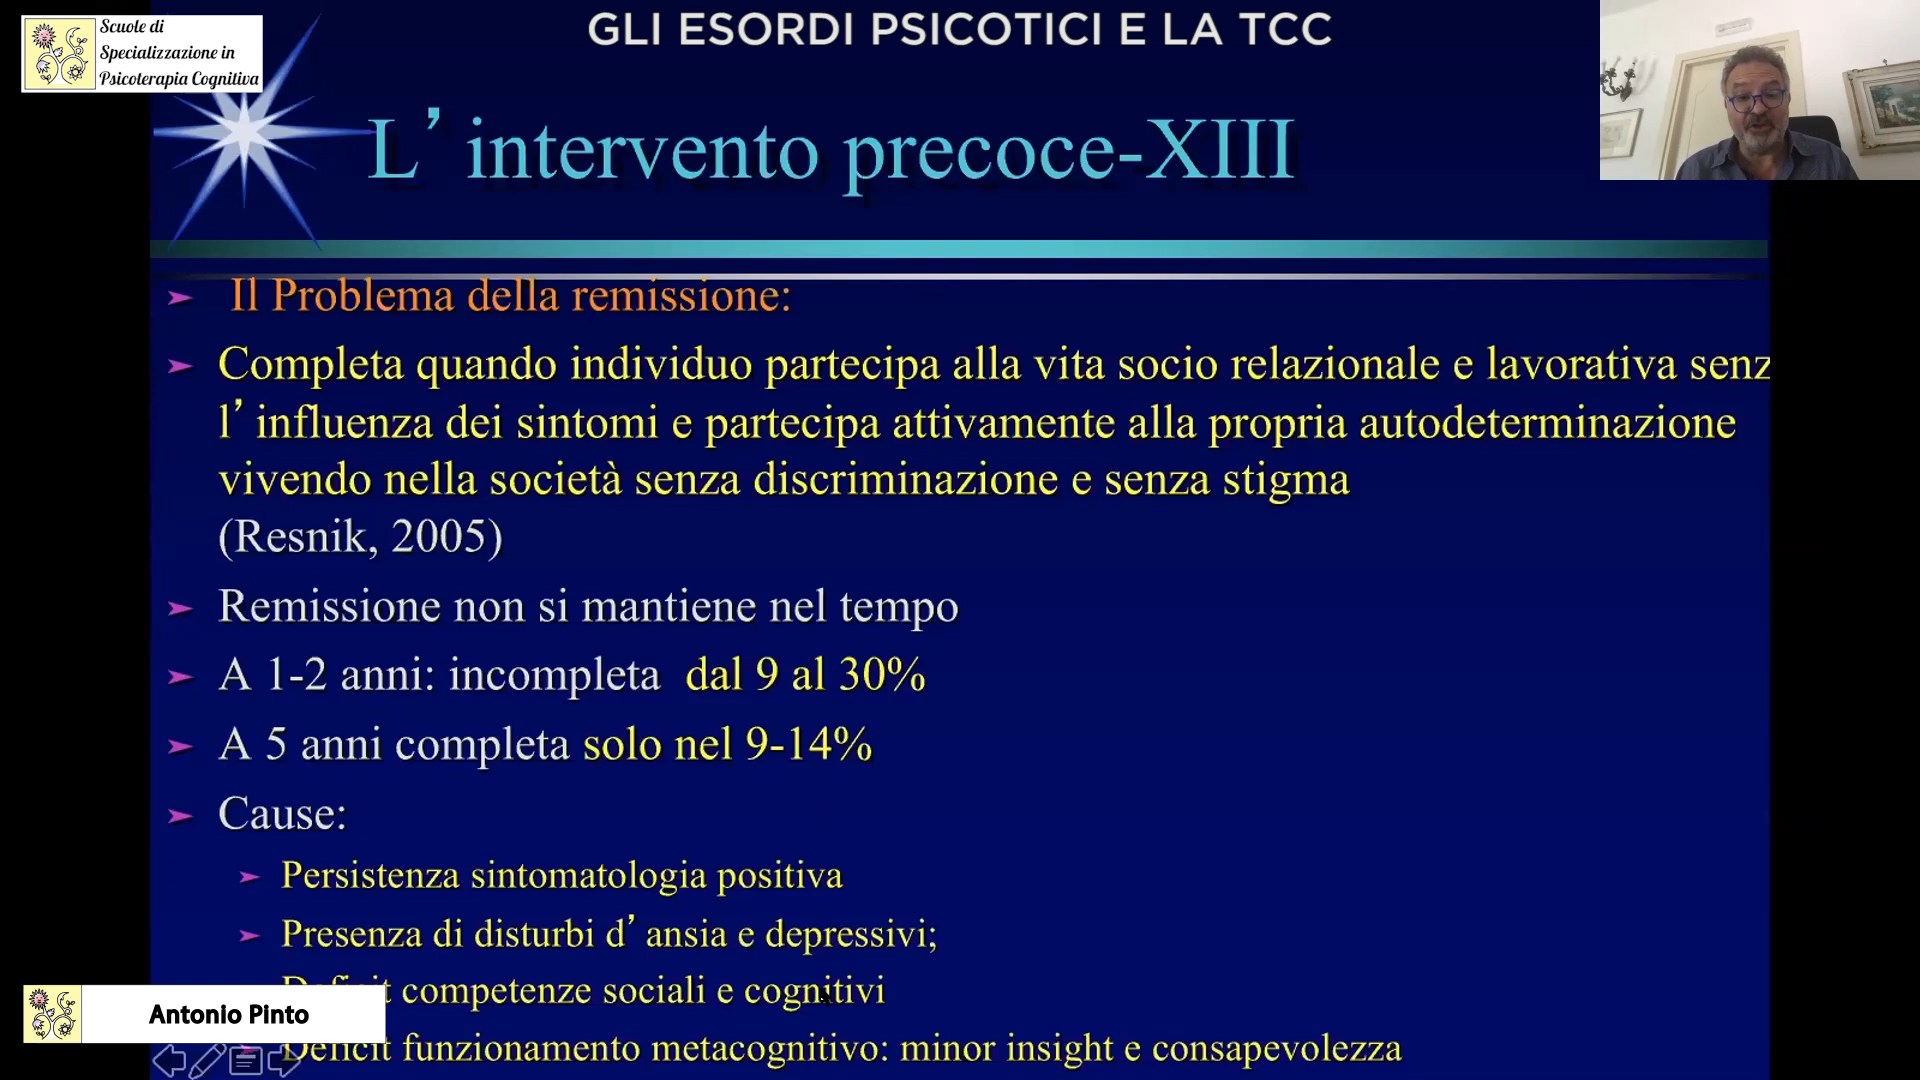 Scuole di
Specializzazione in
Psicoterapia Cognitiva
GLI ESORDI PSICOTICI E LA TCC
L’intervento precoce-XIII
Il Problema della remissione:
Completa quando individuo partecipa alla vita socio relazionale e lavorativa senz
l’influenza dei sintomi e partecipa attivamente alla propria autodeterminazione
vivendo nella società senza discriminazione e senza stigma
(Resnik, 2005)
Remissione non si mantiene nel tempo
A 1-2 anni: incompleta dal 9 al 30%
A 5 anni completa solo nel 9-14%
Cause:
Persistenza sintomatologia positiva
Presenza di disturbi d’ansia e depressivi;
Deficit competenze sociali e cognitivi
Deficit funzionamento metacognitivo: minor insight e consapevolezza
Antonio Pinto